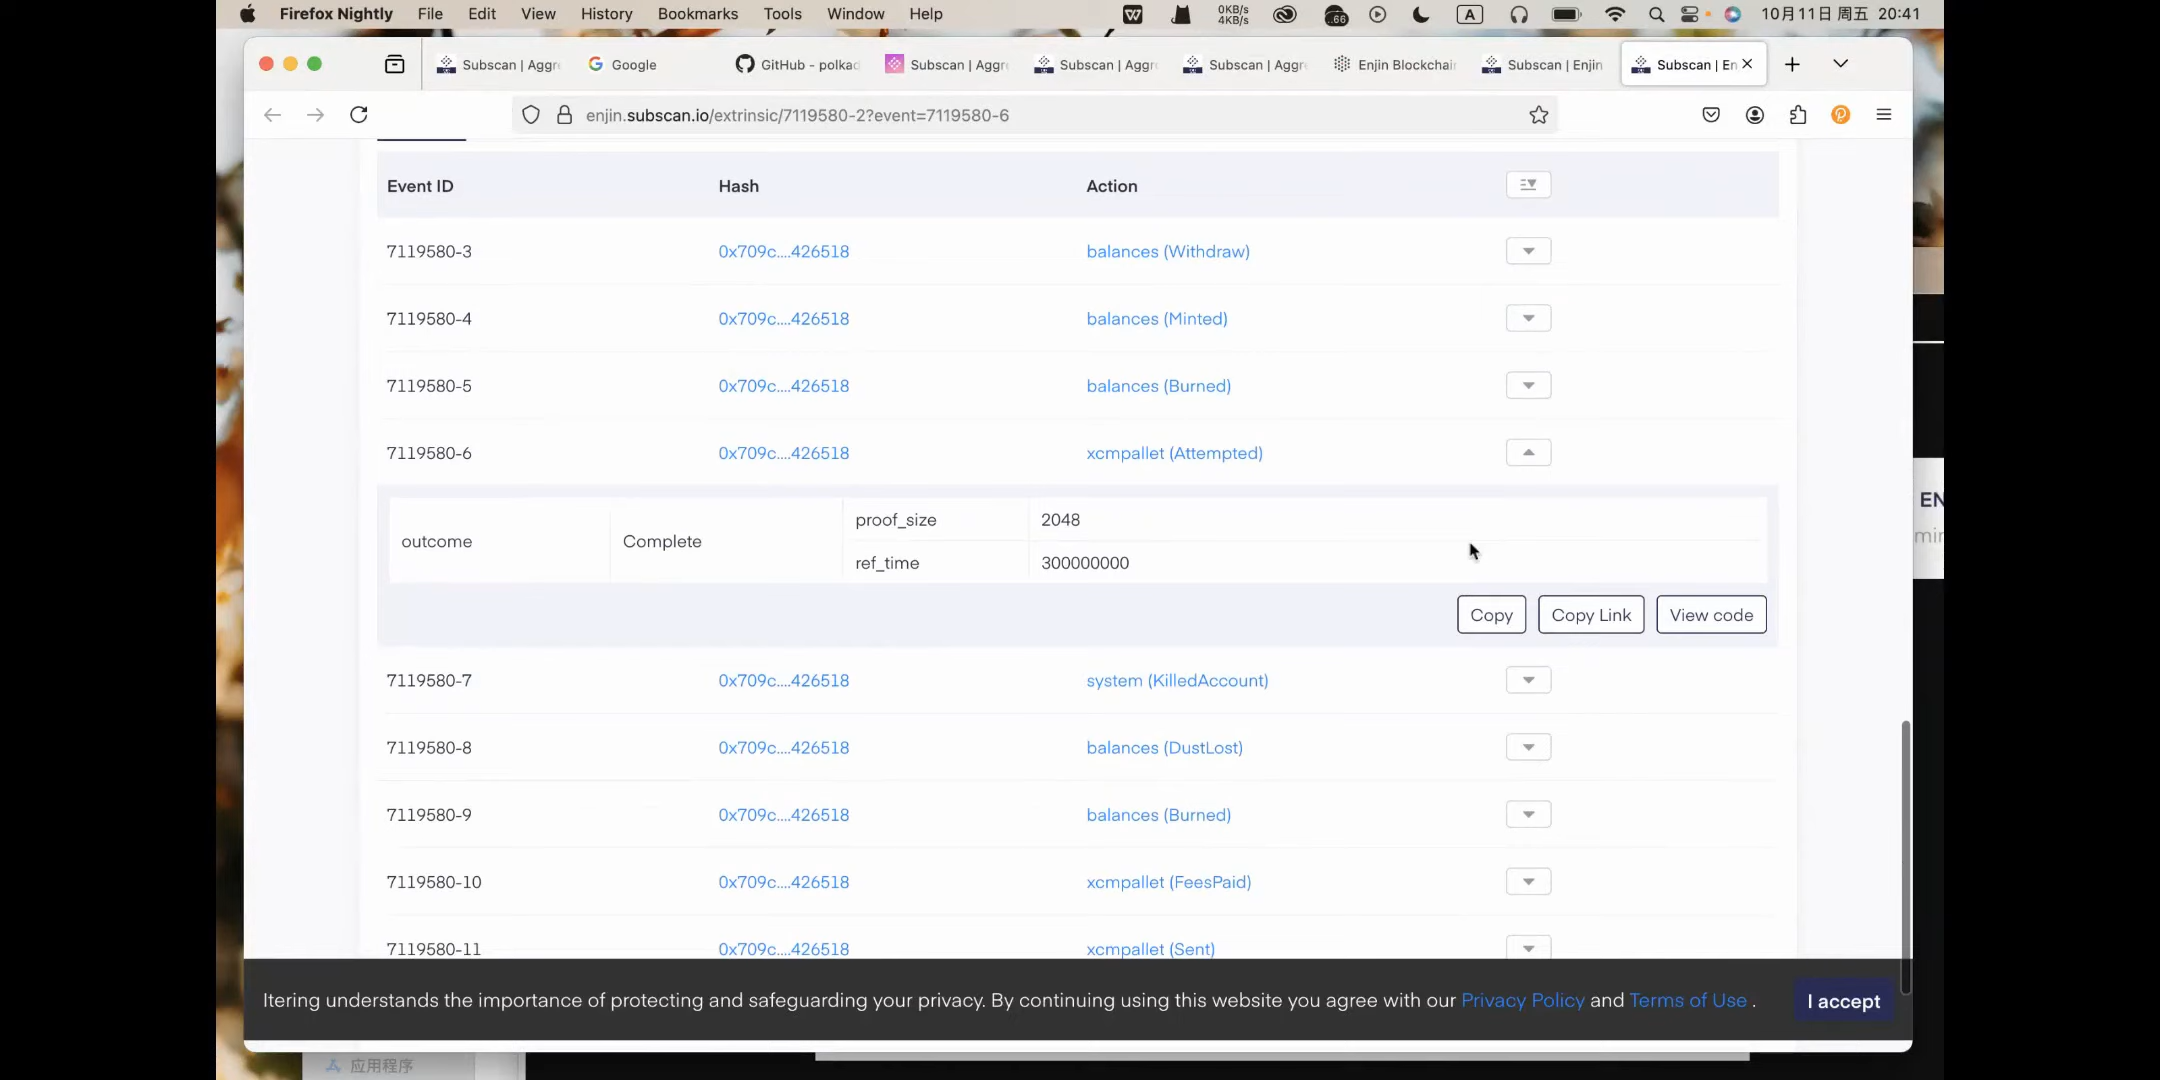 Firefox Nightly File Edit View History Bookmarks Tools Window Help 0KB/s 4KB/s .66 A 10月11日 周五 20:41
Subscan | Aggr Google GitHub - polkad Subscan | Aggr Subscan | Aggr Subscan | Aggr Enjin Blockchain Subscan | Enjin Subscan | En
enjin.subscan.io/extrinsic/7119580-2?event=7119580-6
Event ID Hash Action
7119580-3 0x709c....426518 balances (Withdraw)
7119580-4 0x709c....426518 balances (Minted)
7119580-5 0x709c....426518 balances (Burned)
7119580-6 0x709c....426518 xcmpallet (Attempted)
outcome Complete proof_size 2048
ref_time 300000000
Copy Copy Link View code
7119580-7 0x709c....426518 system (KilledAccount)
7119580-8 0x709c....426518 balances (DustLost)
7119580-9 0x709c....426518 balances (Burned)
7119580-10 0x709c....426518 xcmpallet (FeesPaid)
7119580-11 0x709c....426518 xcmpallet (Sent)
Itering understands the importance of protecting and safeguarding your privacy. By continuing using this website you agree with our Privacy Policy and Terms of Use . I accept
EN
min
应用程序